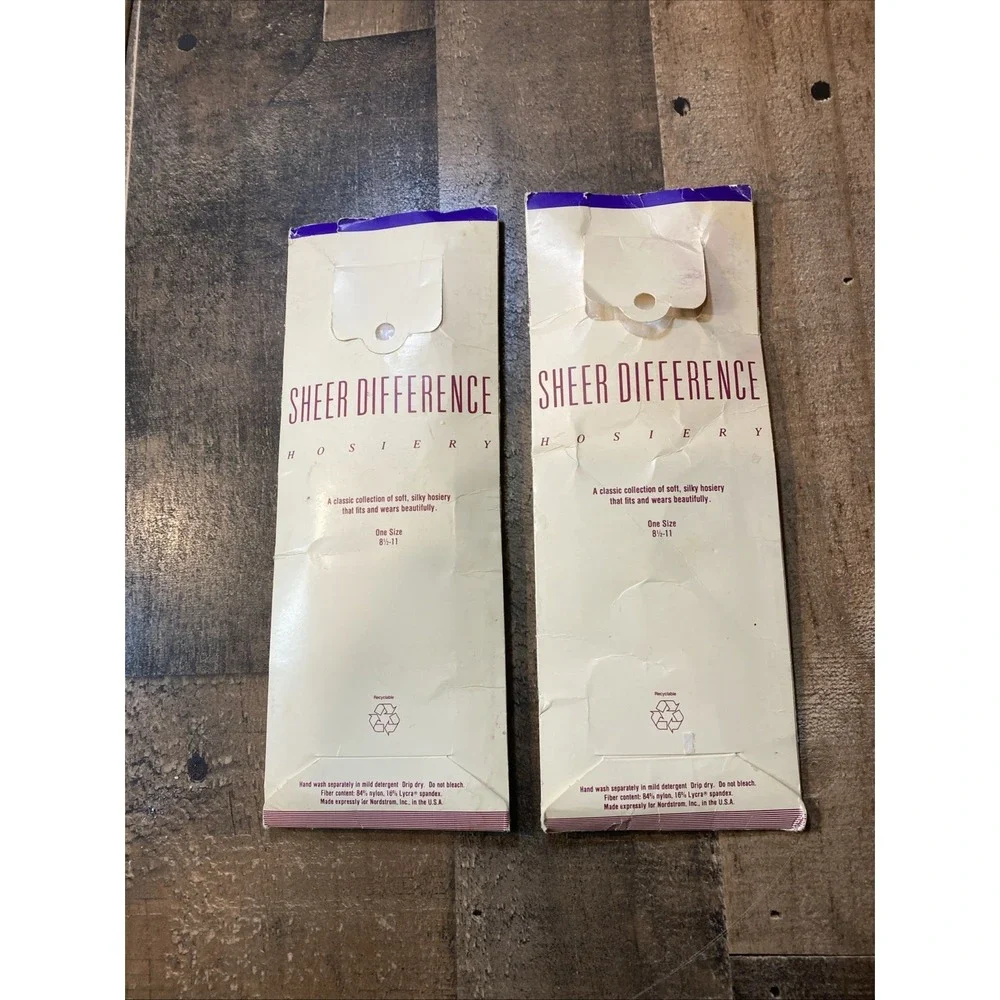 SHEER DIFFERENCE
HOSIERY
A classic collection of soft, silky hosiery
that fits and wears beautifully.
One Size
8½-11
Recyclable
Hand wash separately in mild detergent Drip dry. Do not bleach.
Fiber content: 84% nylon, 16% Lycra® spandex.
Made expressly for Nordstrom, Inc., in the U.S.A.
SHEER DIFFERENCE
HOSIERY
A classic collection of soft, silky hosiery
that fits and wears beautifully.
One Size
8½-11
Recyclable
Hand wash separately in mild detergent Drip dry. Do not bleach.
Fiber content: 84% nylon, 16% Lycra® spandex.
Made expressly for Nordstrom, Inc., in the U.S.A.